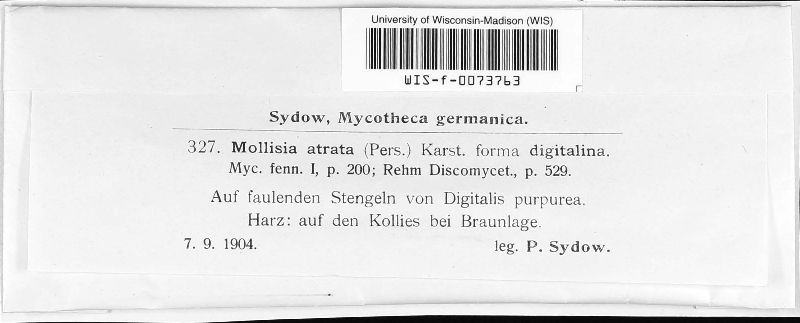 University of Wisconsin-Madison (WIS)
WIS-f-0073763
Sydow, Mycotheca germanica.
327. Mollisia atrata (Pers.) Karst. forma digitalina.
Myc. fenn. I, p. 200; Rehm Discomycet., p. 529.
Auf faulenden Stengeln von Digitalis purpurea.
Harz: auf den Kollies bei Braunlage.
7. 9. 1904.
leg. P. Sydow.